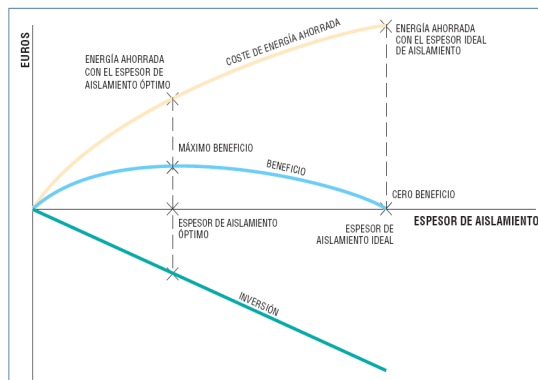 EUROS
ENERGÍA AHORRADA
CON EL ESPESOR DE
AISLAMIENTO ÓPTIMO
COSTE DE ENERGÍA AHORRADA
ENERGÍA AHORRADA
CON EL ESPESOR IDEAL
DE AISLAMIENTO
MÁXIMO BENEFICIO
BENEFICIO
CERO BENEFICIO
ESPESOR DE AISLAMIENTO
ÓPTIMO
ESPESOR DE
AISLAMIENTO IDEAL
ESPESOR DE AISLAMIENTO
INVERSIÓN